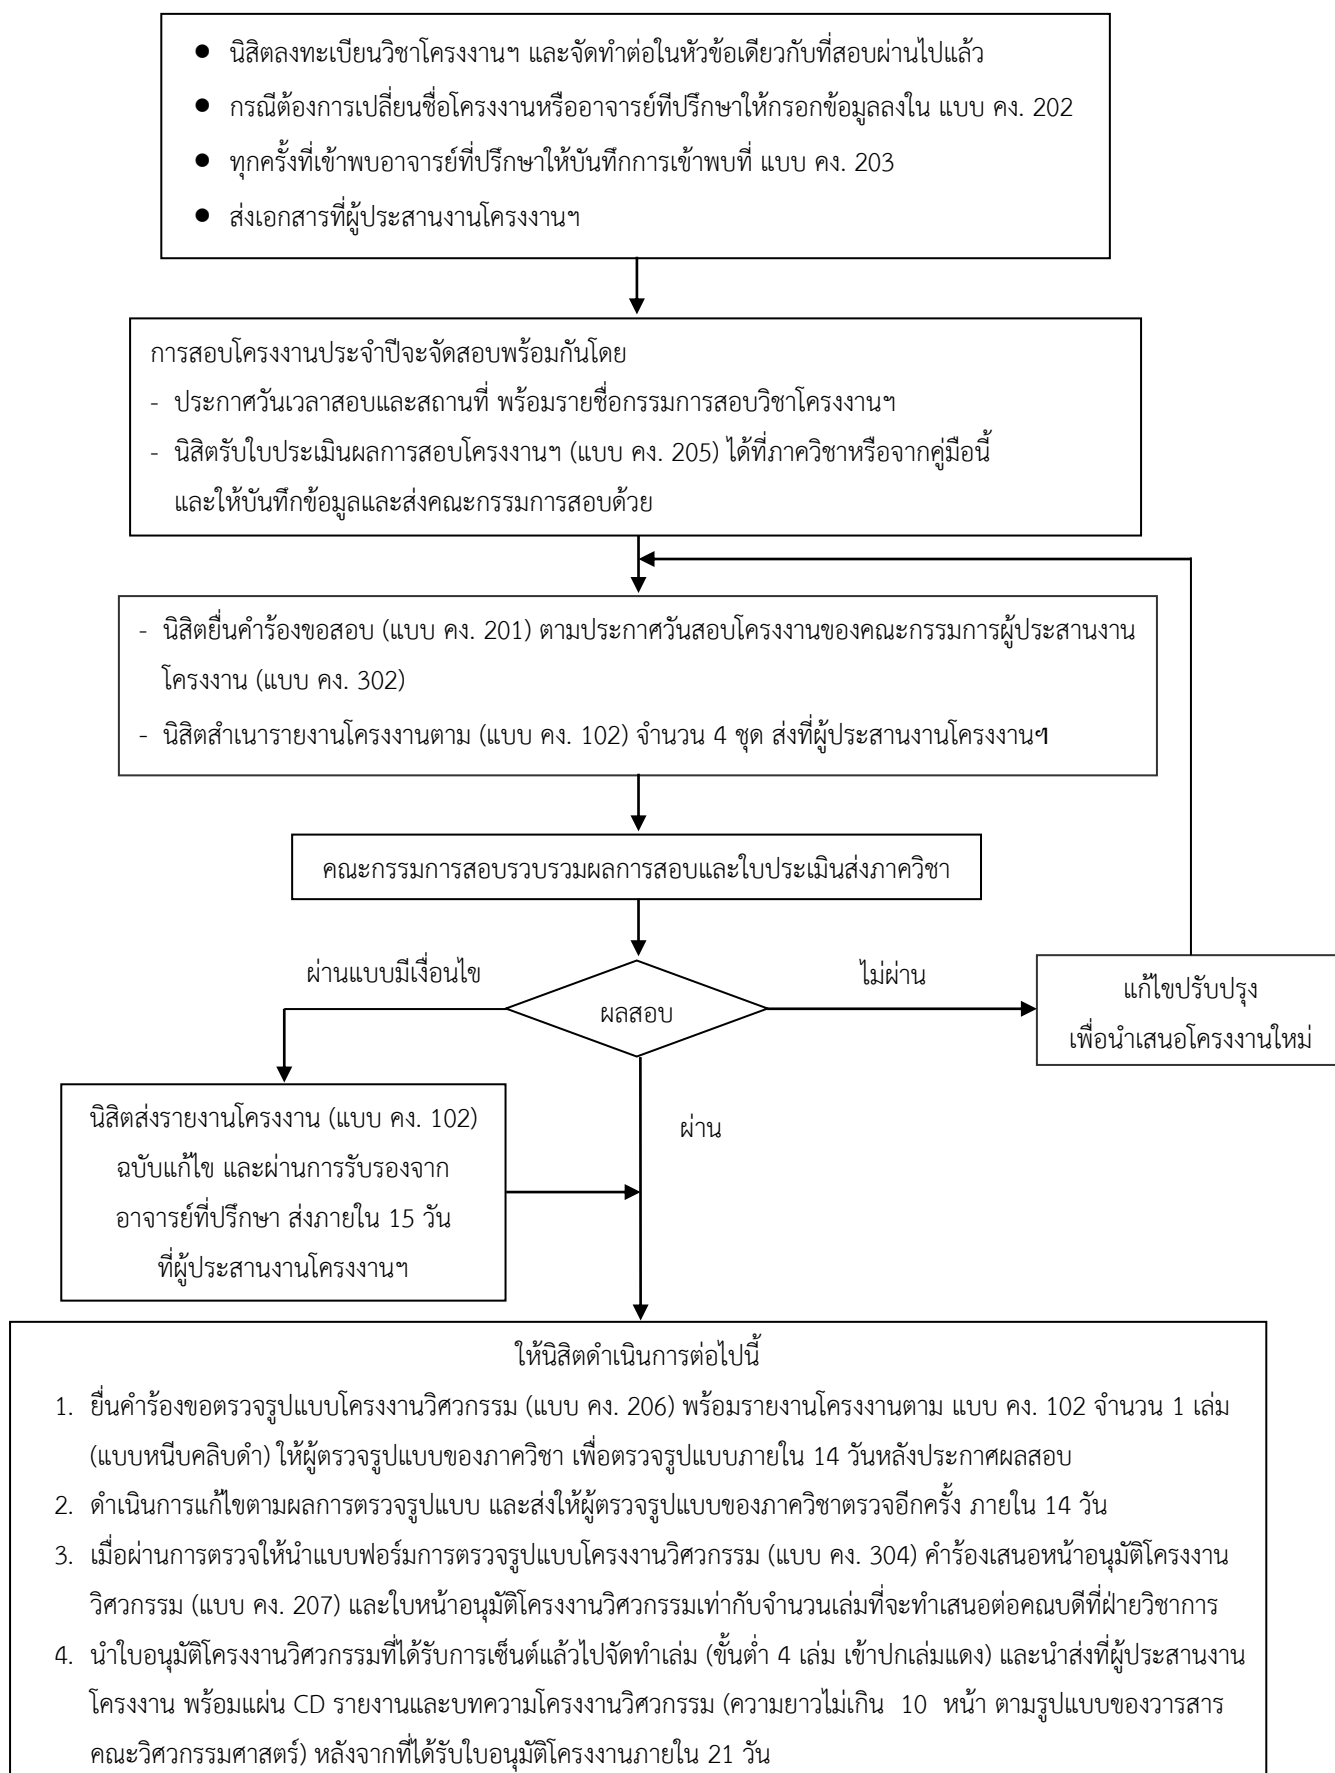 ● นิสิตลงทะเบียนวิชาโครงงานฯ และจัดทำต่อในหัวข้อเดียวกับที่สอบผ่านไปแล้ว
● กรณีต้องการเปลี่ยนชื่อโครงงานหรืออาจารย์ทีปรึกษาให้กรอกข้อมูลลงใน แบบ คง. 202
● ทุกครั้งที่เข้าพบอาจารย์ที่ปรึกษาให้บันทึกการเข้าพบที่ แบบ คง. 203
● ส่งเอกสารที่ผู้ประสานงานโครงงานฯ
การสอบโครงงานประจำปีจะจัดสอบพร้อมกันโดย
- ประกาศวันเวลาสอบและสถานที่ พร้อมรายชื่อกรรมการสอบวิชาโครงงานฯ
- นิสิตรับใบประเมินผลการสอบโครงงานฯ (แบบ คง. 205) ได้ที่ภาควิชาหรือจากคู่มือนี้
และให้บันทึกข้อมูลและส่งคณะกรรมการสอบด้วย
- นิสิตยื่นคำร้องขอสอบ (แบบ คง. 201) ตามประกาศวันสอบโครงงานของคณะกรรมการผู้ประสานงาน
โครงงาน (แบบ คง. 302)
- นิสิตสำเนารายงานโครงงานตาม (แบบ คง. 102) จำนวน 4 ชุด ส่งที่ผู้ประสานงานโครงงานฯ
คณะกรรมการสอบรวบรวมผลการสอบและใบประเมินส่งภาควิชา
ผ่านแบบมีเงื่อนไข
ไม่ผ่าน
ผลสอบ
แก้ไขปรับปรุง
เพื่อนำเสนอโครงงานใหม่
นิสิตส่งรายงานโครงงาน (แบบ คง. 102)
ฉบับแก้ไข และผ่านการรับรองจาก
อาจารย์ที่ปรึกษา ส่งภายใน 15 วัน
ที่ผู้ประสานงานโครงงานฯ
ผ่าน
ให้นิสิตดำเนินการต่อไปนี้
1. ยื่นคำร้องขอตรวจรูปแบบโครงงานวิศวกรรม (แบบ คง. 206) พร้อมรายงานโครงงานตาม แบบ คง. 102 จำนวน 1 เล่ม
(แบบหนีบคลิบดำ) ให้ผู้ตรวจรูปแบบของภาควิชา เพื่อตรวจรูปแบบภายใน 14 วันหลังประกาศผลสอบ
2. ดำเนินการแก้ไขตามผลการตรวจรูปแบบ และส่งให้ผู้ตรวจรูปแบบของภาควิชาตรวจอีกครั้ง ภายใน 14 วัน
3. เมื่อผ่านการตรวจให้นำแบบฟอร์มการตรวจรูปแบบโครงงานวิศวกรรม (แบบ คง. 304) คำร้องเสนอหน้าอนุมัติโครงงาน
วิศวกรรม (แบบ คง. 207) และใบหน้าอนุมัติโครงงานวิศวกรรมเท่ากับจำนวนเล่มที่จะทำเสนอต่อคณบดีที่ฝ่ายวิชาการ
4. นำใบอนุมัติโครงงานวิศวกรรมที่ได้รับการเซ็นต์แล้วไปจัดทำเล่ม (ขั้นต่ำ 4 เล่ม เข้าปกเล่มแดง) และนำส่งที่ผู้ประสานงาน
โครงงาน พร้อมแผ่น CD รายงานและบทความโครงงานวิศวกรรม (ความยาวไม่เกิน 10 หน้า ตามรูปแบบของวารสาร
คณะวิศวกรรมศาสตร์) หลังจากที่ได้รับใบอนุมัติโครงงานภายใน 21 วัน